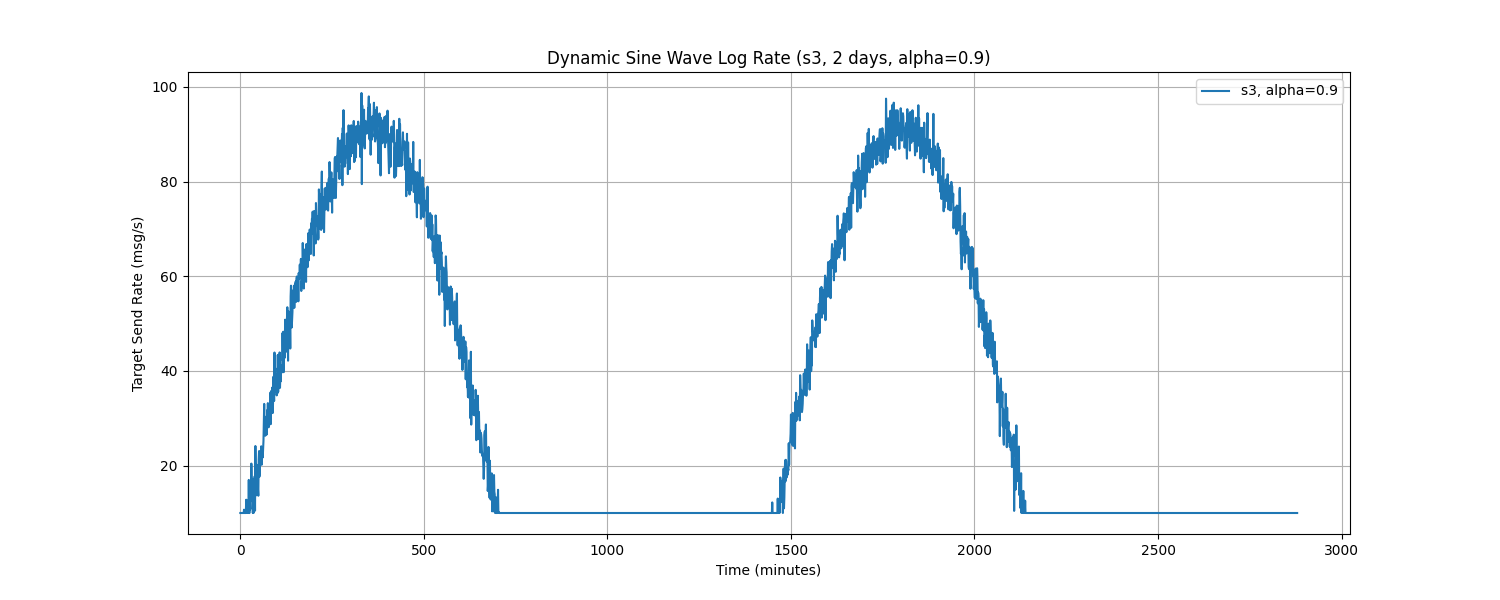 Dynamic Sine Wave Log Rate (s3, 2 days, alpha=0.9)
s3, alpha=0.9
Target Send Rate (msg/s)
100
80
60
40
20
0 500 1000 1500 2000 2500 3000
Time (minutes)